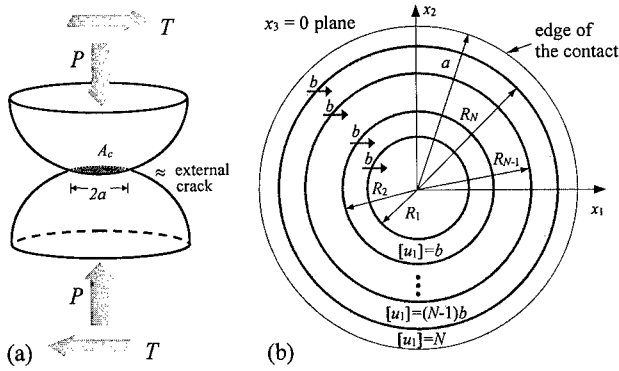 T
P
A_c
2a
≈ external
crack
P
T
(a)
x_3 = 0 plane
x_2
edge of
the contact
a
b
b
b
b
R_N
R_{N-1}
R_2
R_1
x_1
[u_1]=b
[u_1]=(N-1)b
[u_1]=N
(b)